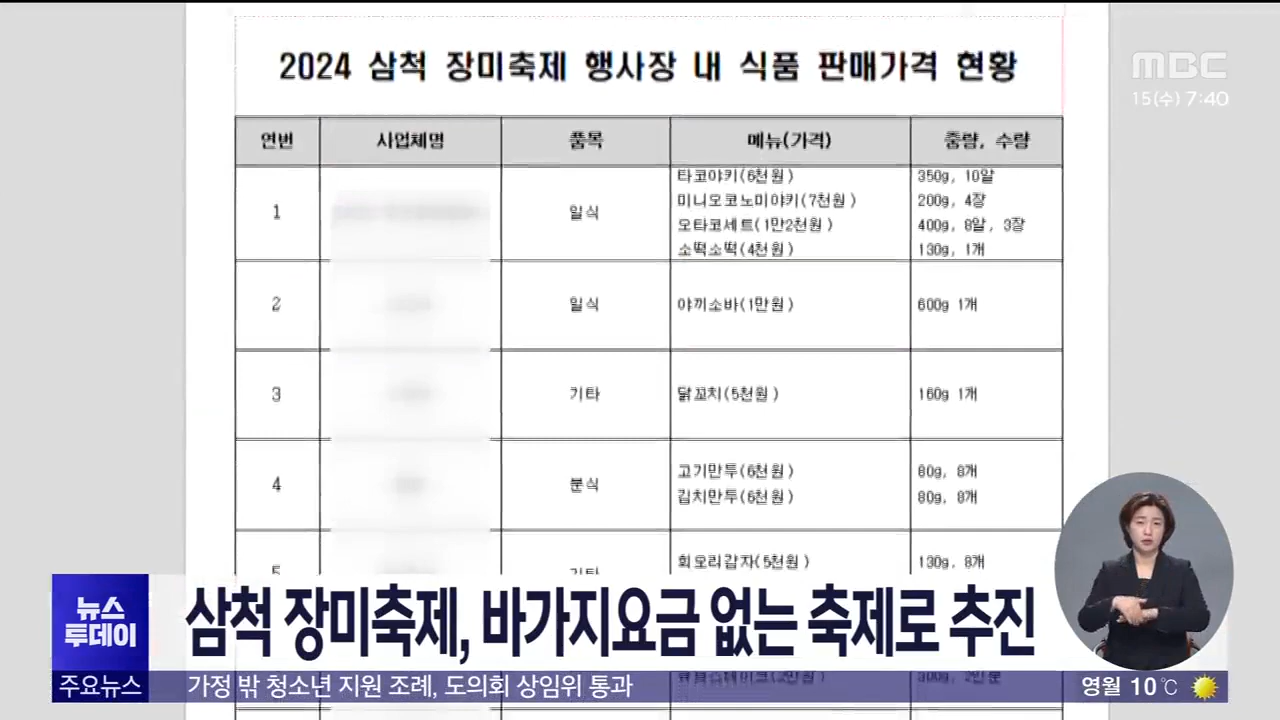 2024 삼척 장미축제 행사장 내 식품 판매가격 현황
MBC
15(수) 7:40
연번 사업체명 품목 메뉴(가격) 중량, 수량
1 일식
타코야키(6천원) 350g, 10알
미니오코노미야키(7천원) 200g, 4장
오타코세트(1만2천원) 400g, 8알, 3장
소떡소떡(4천원) 130g, 1개
2 일식 야끼소바(1만원) 600g 1개
3 기타 닭꼬치(5천원) 160g 1개
4 분식
고기만두(6천원) 80g, 8개
김치만두(6천원) 80g, 8개
5 기타 회오리감자(5천원) 130g, 8개
뉴스
투데이
삼척 장미축제, 바가지요금 없는 축제로 추진
주요뉴스 가정 밖 청소년 지원 조례, 도의회 상임위 통과
영월 10℃